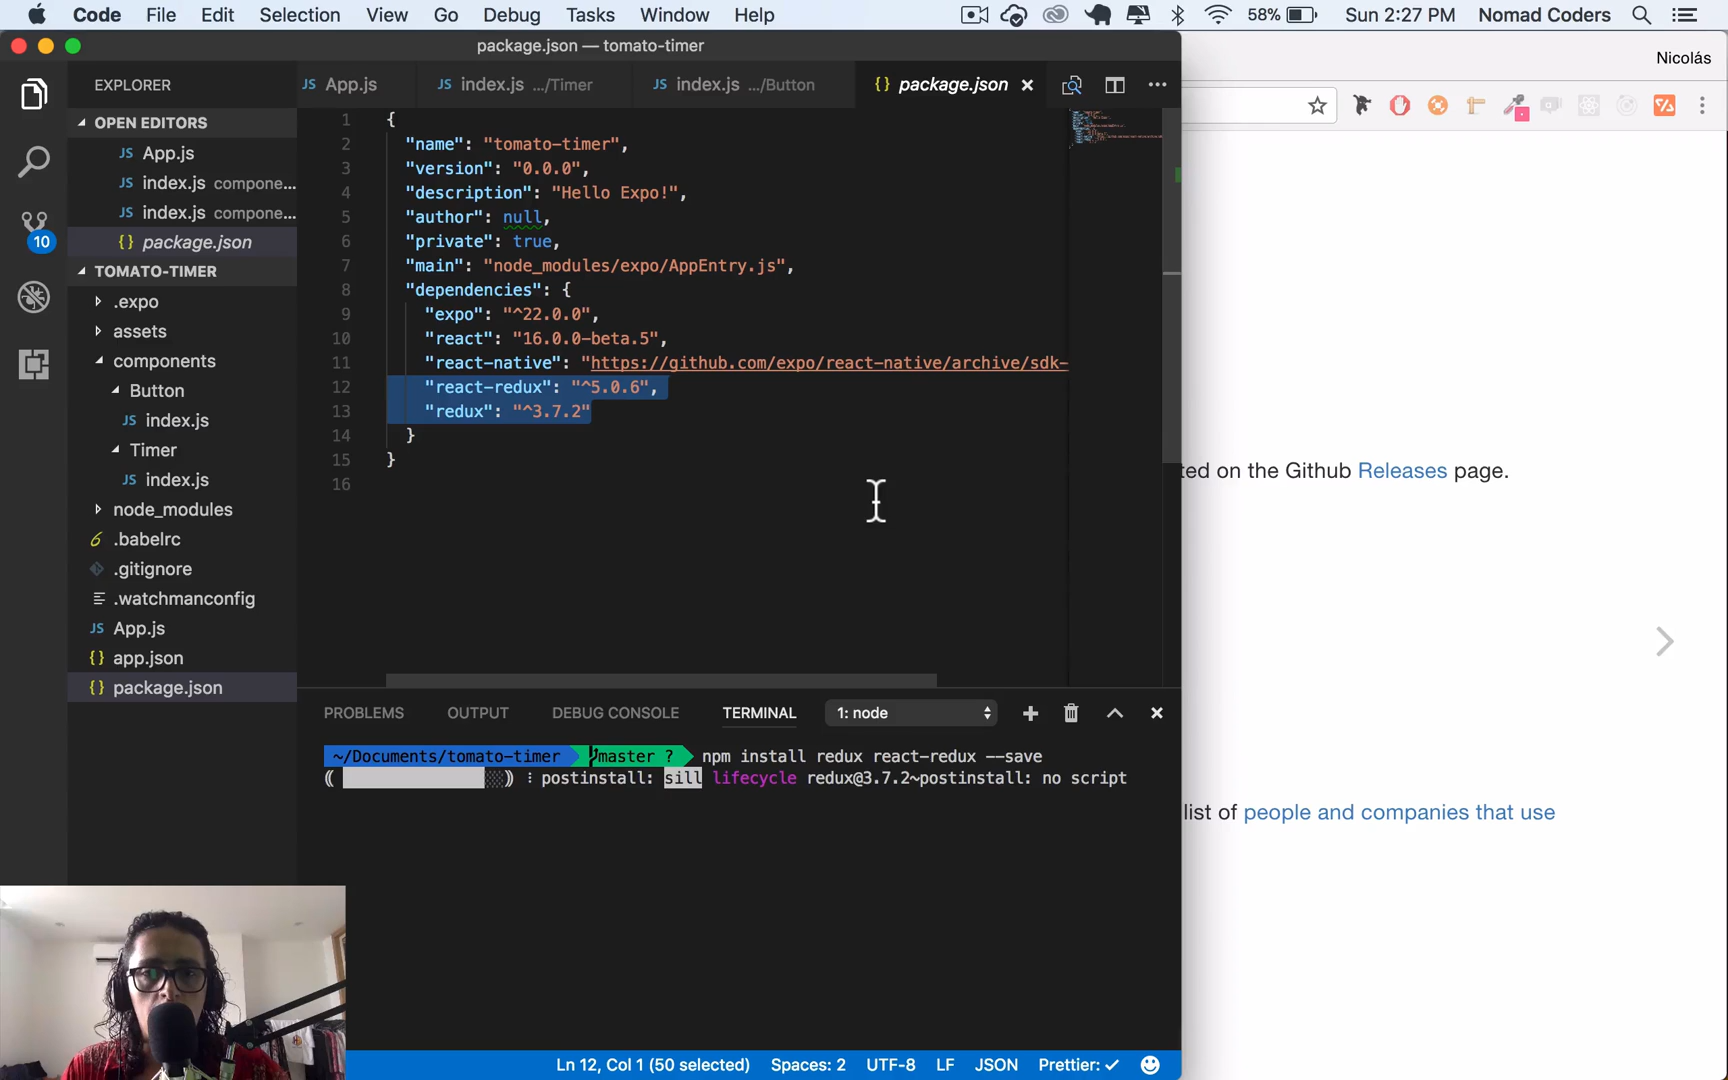 Code File Edit Selection View Go Debug Tasks Window Help 58% Sun 2:27 PM Nomad Coders
package.json — tomato-timer
Nicolás
EXPLORER
JS App.js JS index.js .../Timer JS index.js .../Button {} package.json
OPEN EDITORS
JS App.js
JS index.js compone...
JS index.js compone...
{} package.json
TOMATO-TIMER
.expo
assets
components
Button
JS index.js
Timer
JS index.js
node_modules
.babelrc
.gitignore
.watchmanconfig
JS App.js
{} app.json
{} package.json
10
1 {
2 "name": "tomato-timer",
3 "version": "0.0.0",
4 "description": "Hello Expo!",
5 "author": null,
6 "private": true,
7 "main": "node_modules/expo/AppEntry.js",
8 "dependencies": {
9 "expo": "^22.0.0",
10 "react": "16.0.0-beta.5",
11 "react-native": "https://github.com/expo/react-native/archive/sdk-
12 "react-redux": "^5.0.6",
13 "redux": "^3.7.2"
14 }
15 }
16
PROBLEMS OUTPUT DEBUG CONSOLE TERMINAL 1: node
~/Documents/tomato-timer master ? npm install redux react-redux --save
postinstall: sill lifecycle redux@3.7.2~postinstall: no script
ted on the Github Releases page.
list of people and companies that use
Ln 12, Col 1 (50 selected) Spaces: 2 UTF-8 LF JSON Prettier: ✓